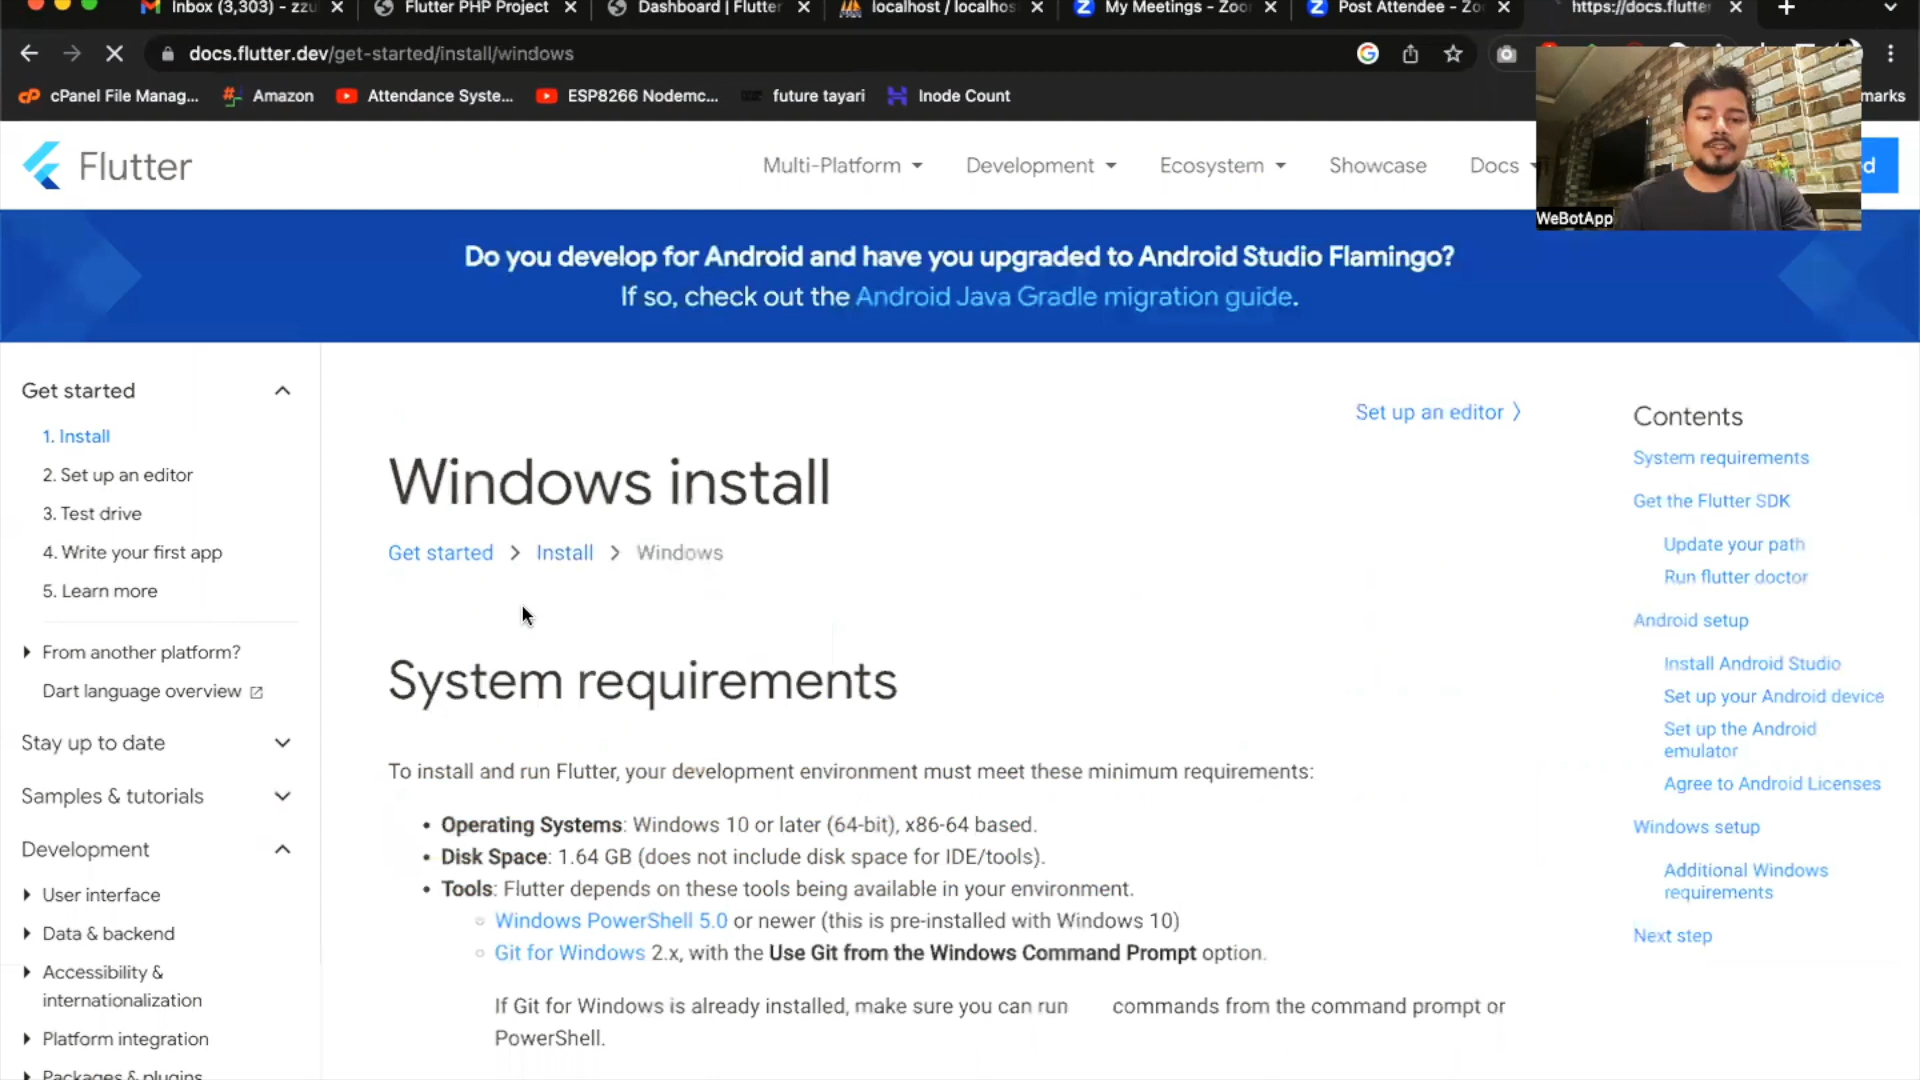 Inbox (3,303) - zzu
Flutter PHP Project
Dashboard | Flutter
localhost / localhos
My Meetings - Zoo
Post Attendee - Zo
https://docs.flutter
docs.flutter.dev/get-started/install/windows
cPanel File Manag...
Amazon
Attendance Syste...
ESP8266 Nodemc...
future tayari
Inode Count
marks
Flutter
Multi-Platform
Development
Ecosystem
Showcase
Docs
d
WeBotApp
Do you develop for Android and have you upgraded to Android Studio Flamingo?
If so, check out the Android Java Gradle migration guide.
Get started
1. Install
2. Set up an editor
3. Test drive
4. Write your first app
5. Learn more
From another platform?
Dart language overview
Stay up to date
Samples & tutorials
Development
User interface
Data & backend
Accessibility &
internationalization
Platform integration
Packages & plugins
Set up an editor
Windows install
Get started > Install > Windows
System requirements
To install and run Flutter, your development environment must meet these minimum requirements:
• Operating Systems: Windows 10 or later (64-bit), x86-64 based.
• Disk Space: 1.64 GB (does not include disk space for IDE/tools).
• Tools: Flutter depends on these tools being available in your environment.
Windows PowerShell 5.0 or newer (this is pre-installed with Windows 10)
Git for Windows 2.x, with the Use Git from the Windows Command Prompt option.
If Git for Windows is already installed, make sure you can run commands from the command prompt or
PowerShell.
Contents
System requirements
Get the Flutter SDK
Update your path
Run flutter doctor
Android setup
Install Android Studio
Set up your Android device
Set up the Android
emulator
Agree to Android Licenses
Windows setup
Additional Windows
requirements
Next step